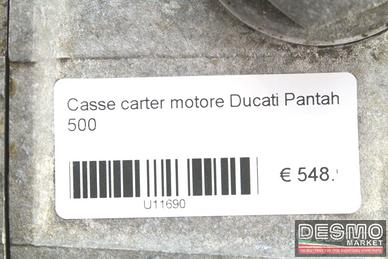 Casse carter motore Ducati Pantah
500
€ 548.
U11690
DESMO
MARKET